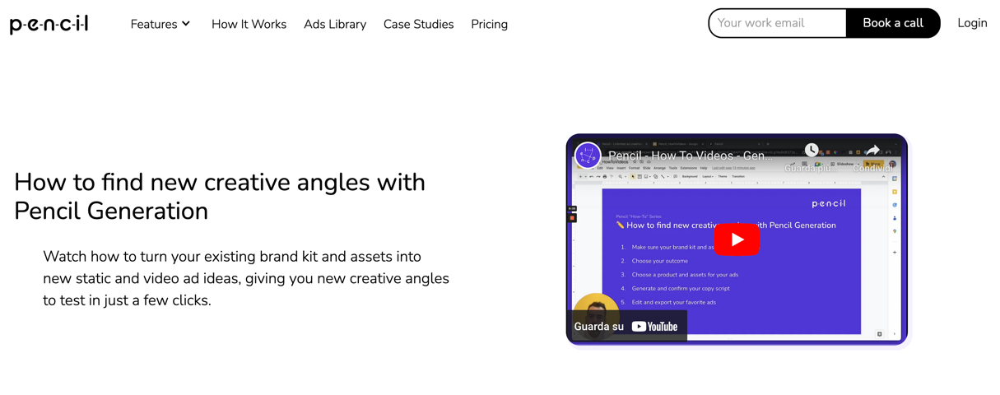 p-e-n-c-i-l
Features How It Works Ads Library Case Studies Pricing
Your work email Book a call Login
How to find new creative angles with
Pencil Generation
Watch how to turn your existing brand kit and assets into
new static and video ad ideas, giving you new creative angles
to test in just a few clicks.
Pencil - How To Videos - Gen...
Guarda più... Condividi
Background Layout Theme Transition
pencil
Pencil "How-To" Series
How to find new creative with Pencil Generation
1. Make sure your brand kit and as
2. Choose your outcome
3. Choose a product and assets for your ads
4. Generate and confirm your copy script
5. Edit and export your favorite ads
Guarda su YouTube